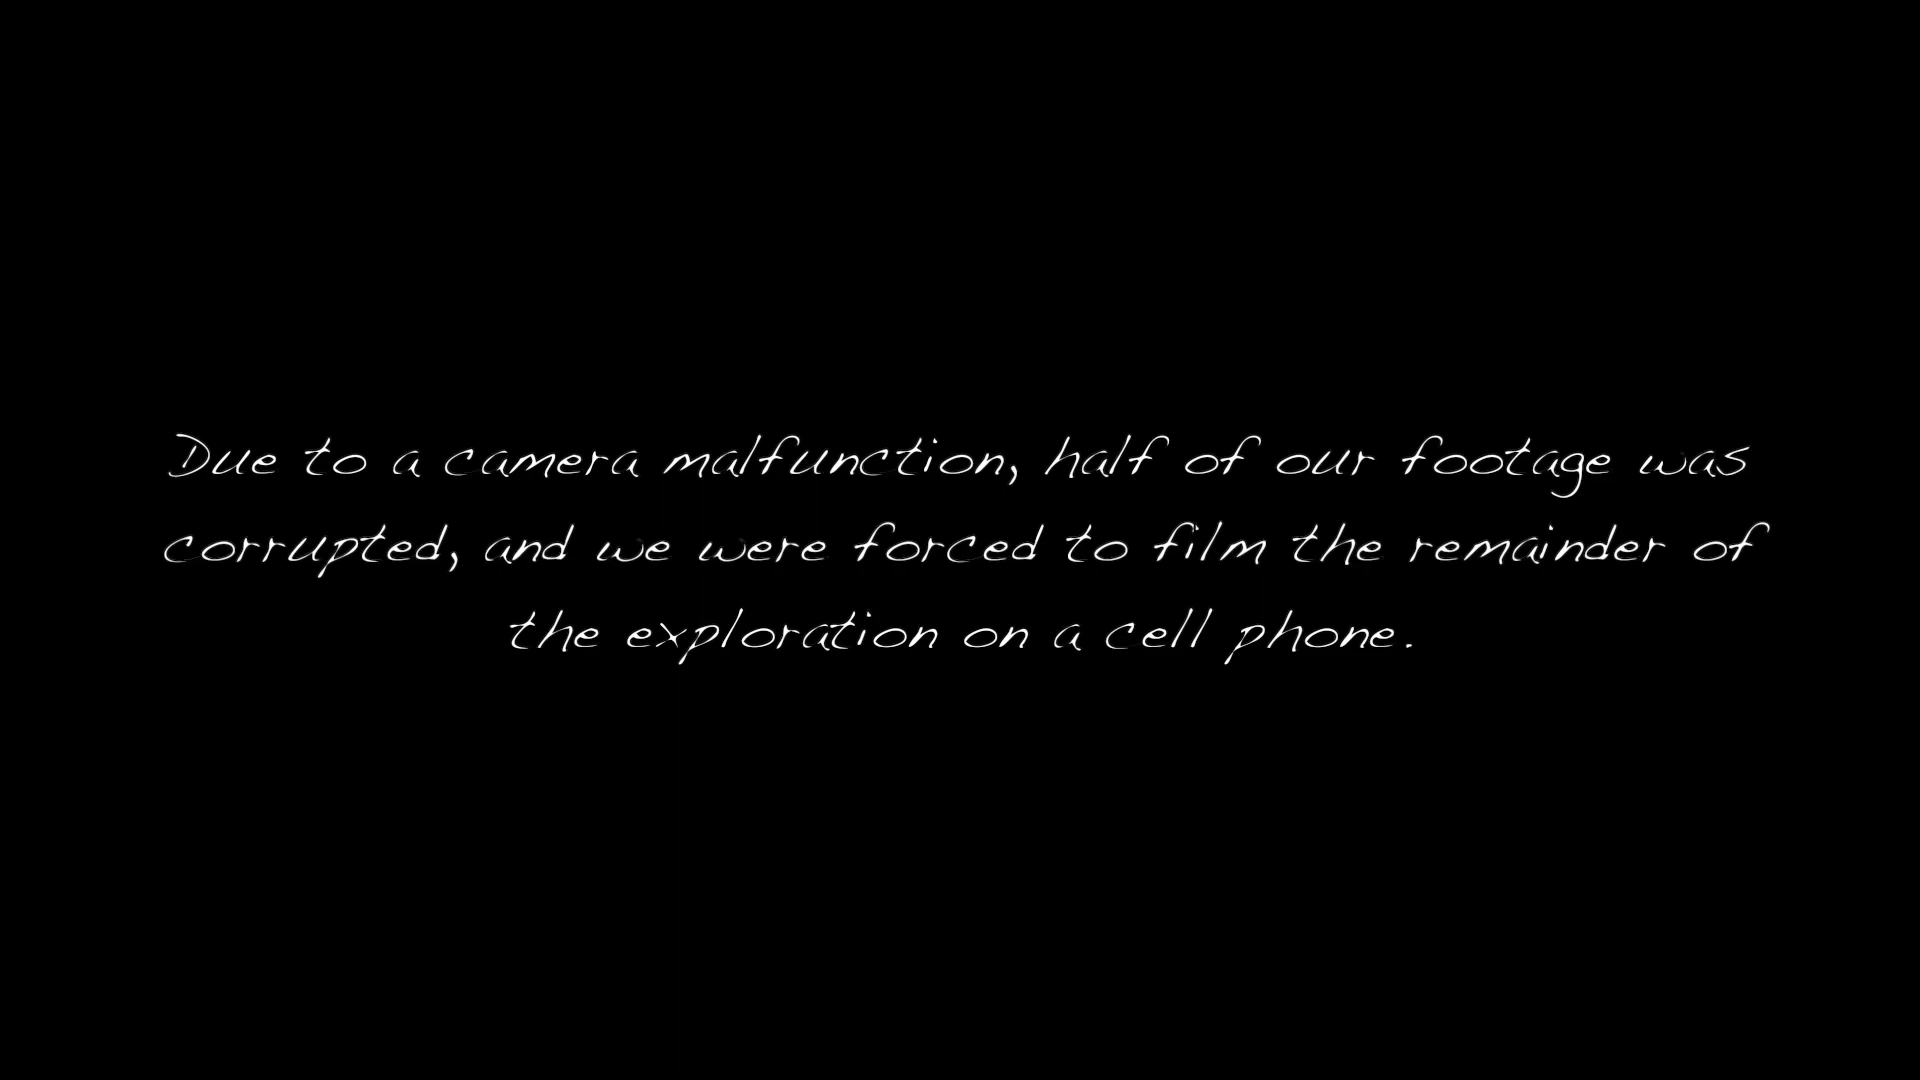 Due to a camera malfunction, half of our footage was
corrupted, and we were forced to film the remainder of
the exploration on a cell phone.